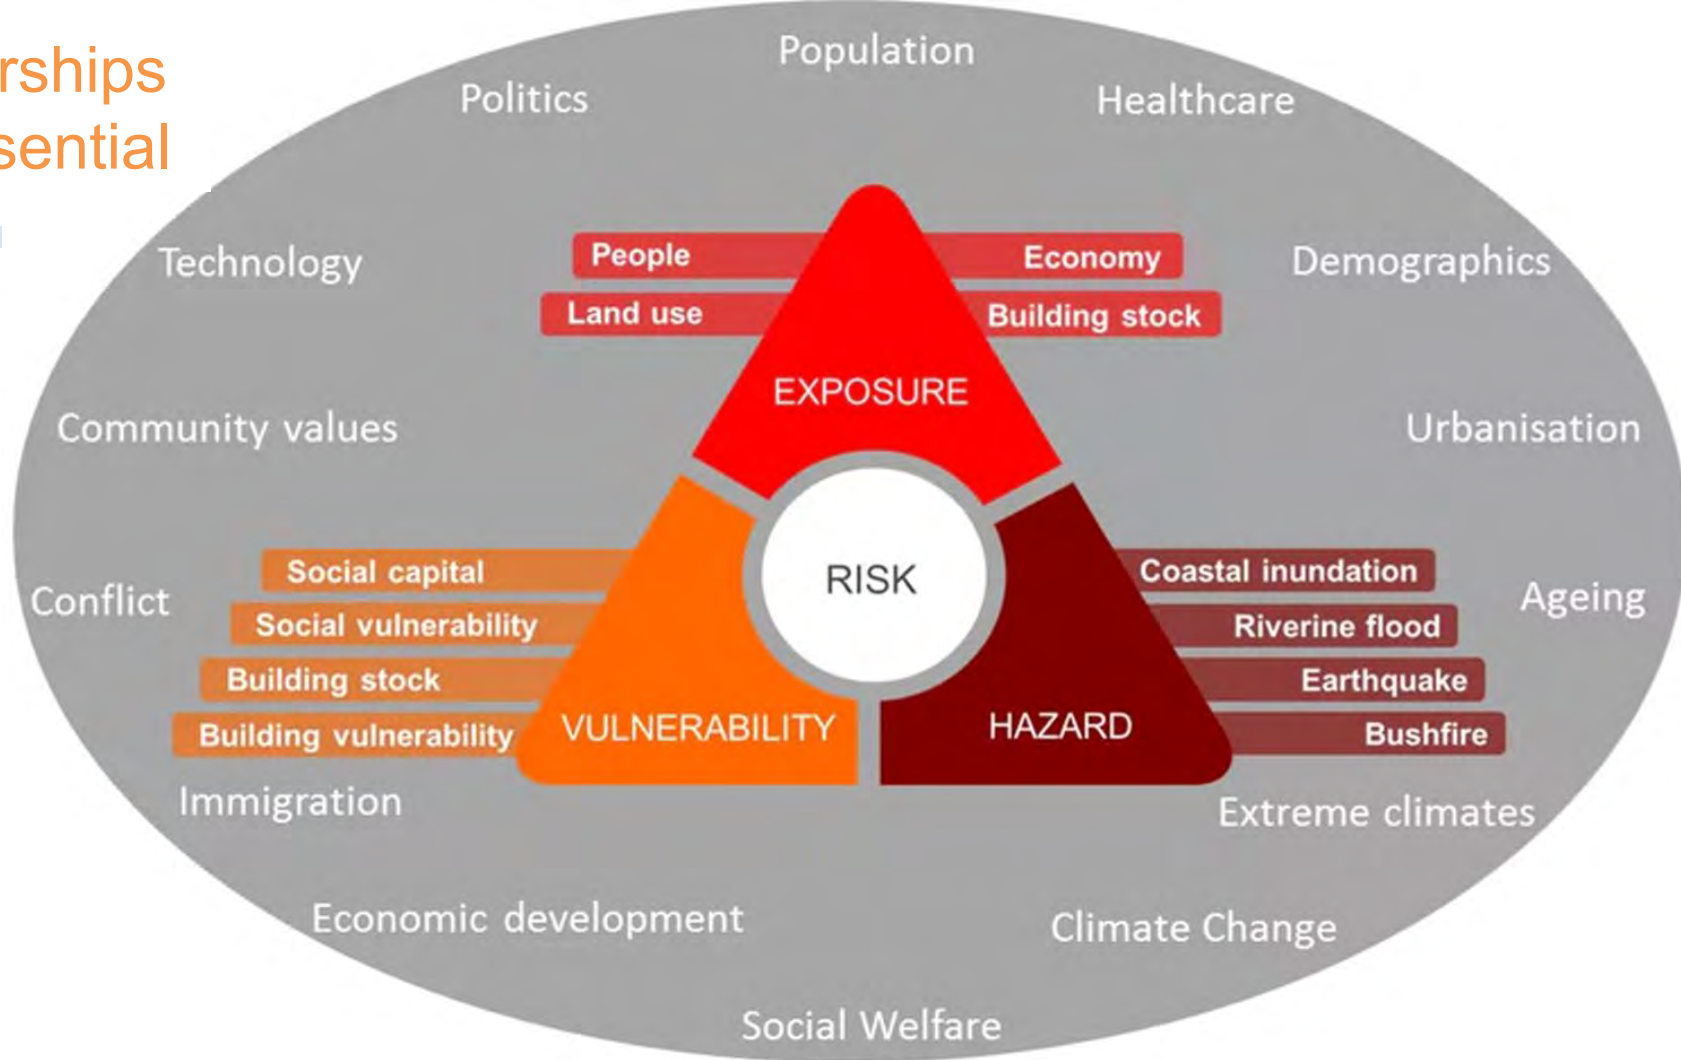 rships
sential
Population
Politics
Healthcare
Technology
People
Economy
Demographics
Land use
Building stock
EXPOSURE
Community values
Urbanisation
RISK
Social capital
Coastal inundation
Conflict
Ageing
Social vulnerability
Riverine flood
Building stock
Earthquake
Building vulnerability
VULNERABILITY
HAZARD
Bushfire
Immigration
Extreme climates
Economic development
Climate Change
Social Welfare